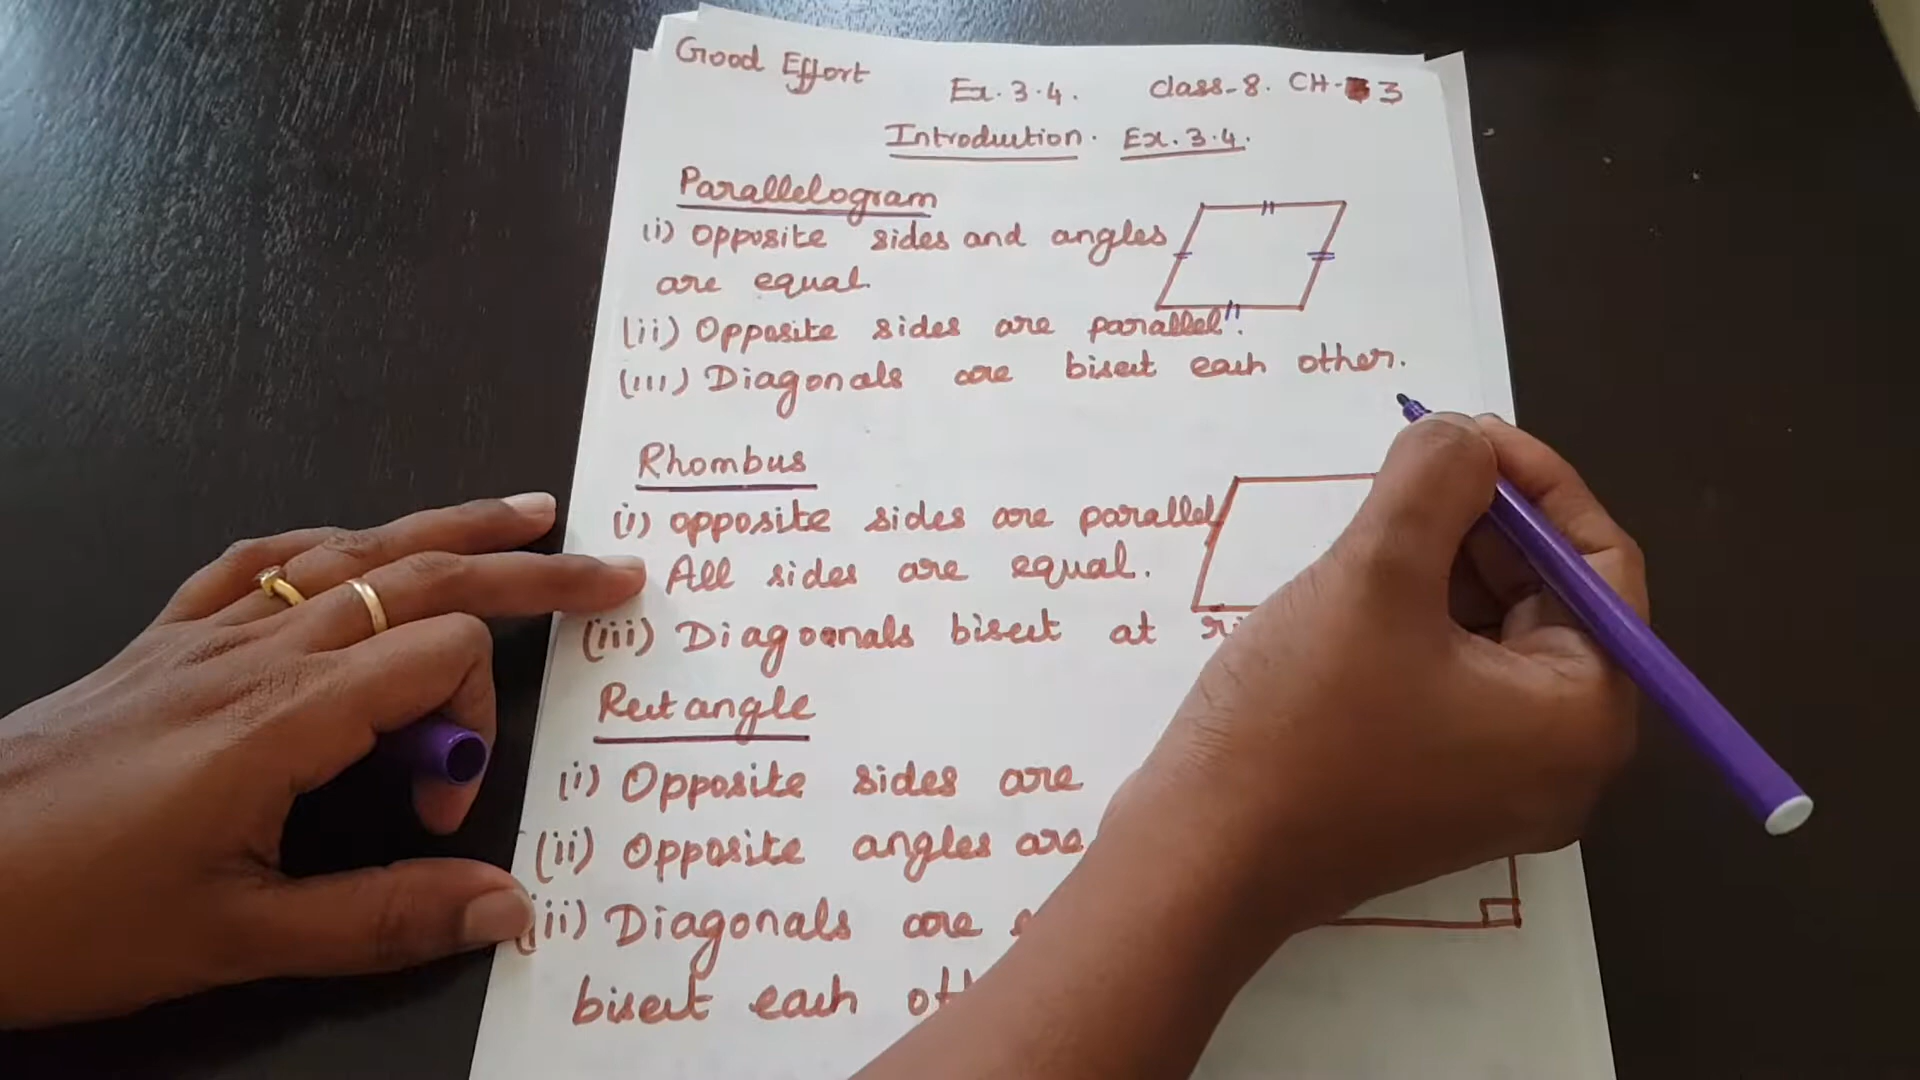 Good Effort
Ex. 3.4. Class-8. CH-3
Introduction. Ex. 3.4.
Parallelogram
(i) Opposite sides and angles
are equal.
(ii) Opposite sides are parallel.
(iii) Diagonals are bisect each other.
Rhombus
(i) opposite sides are parallel
All sides are equal.
(iii) Diagonals bisect at
Rectangle
(i) Opposite sides are
(ii) Opposite angles are
(iii) Diagonals are
bisect each